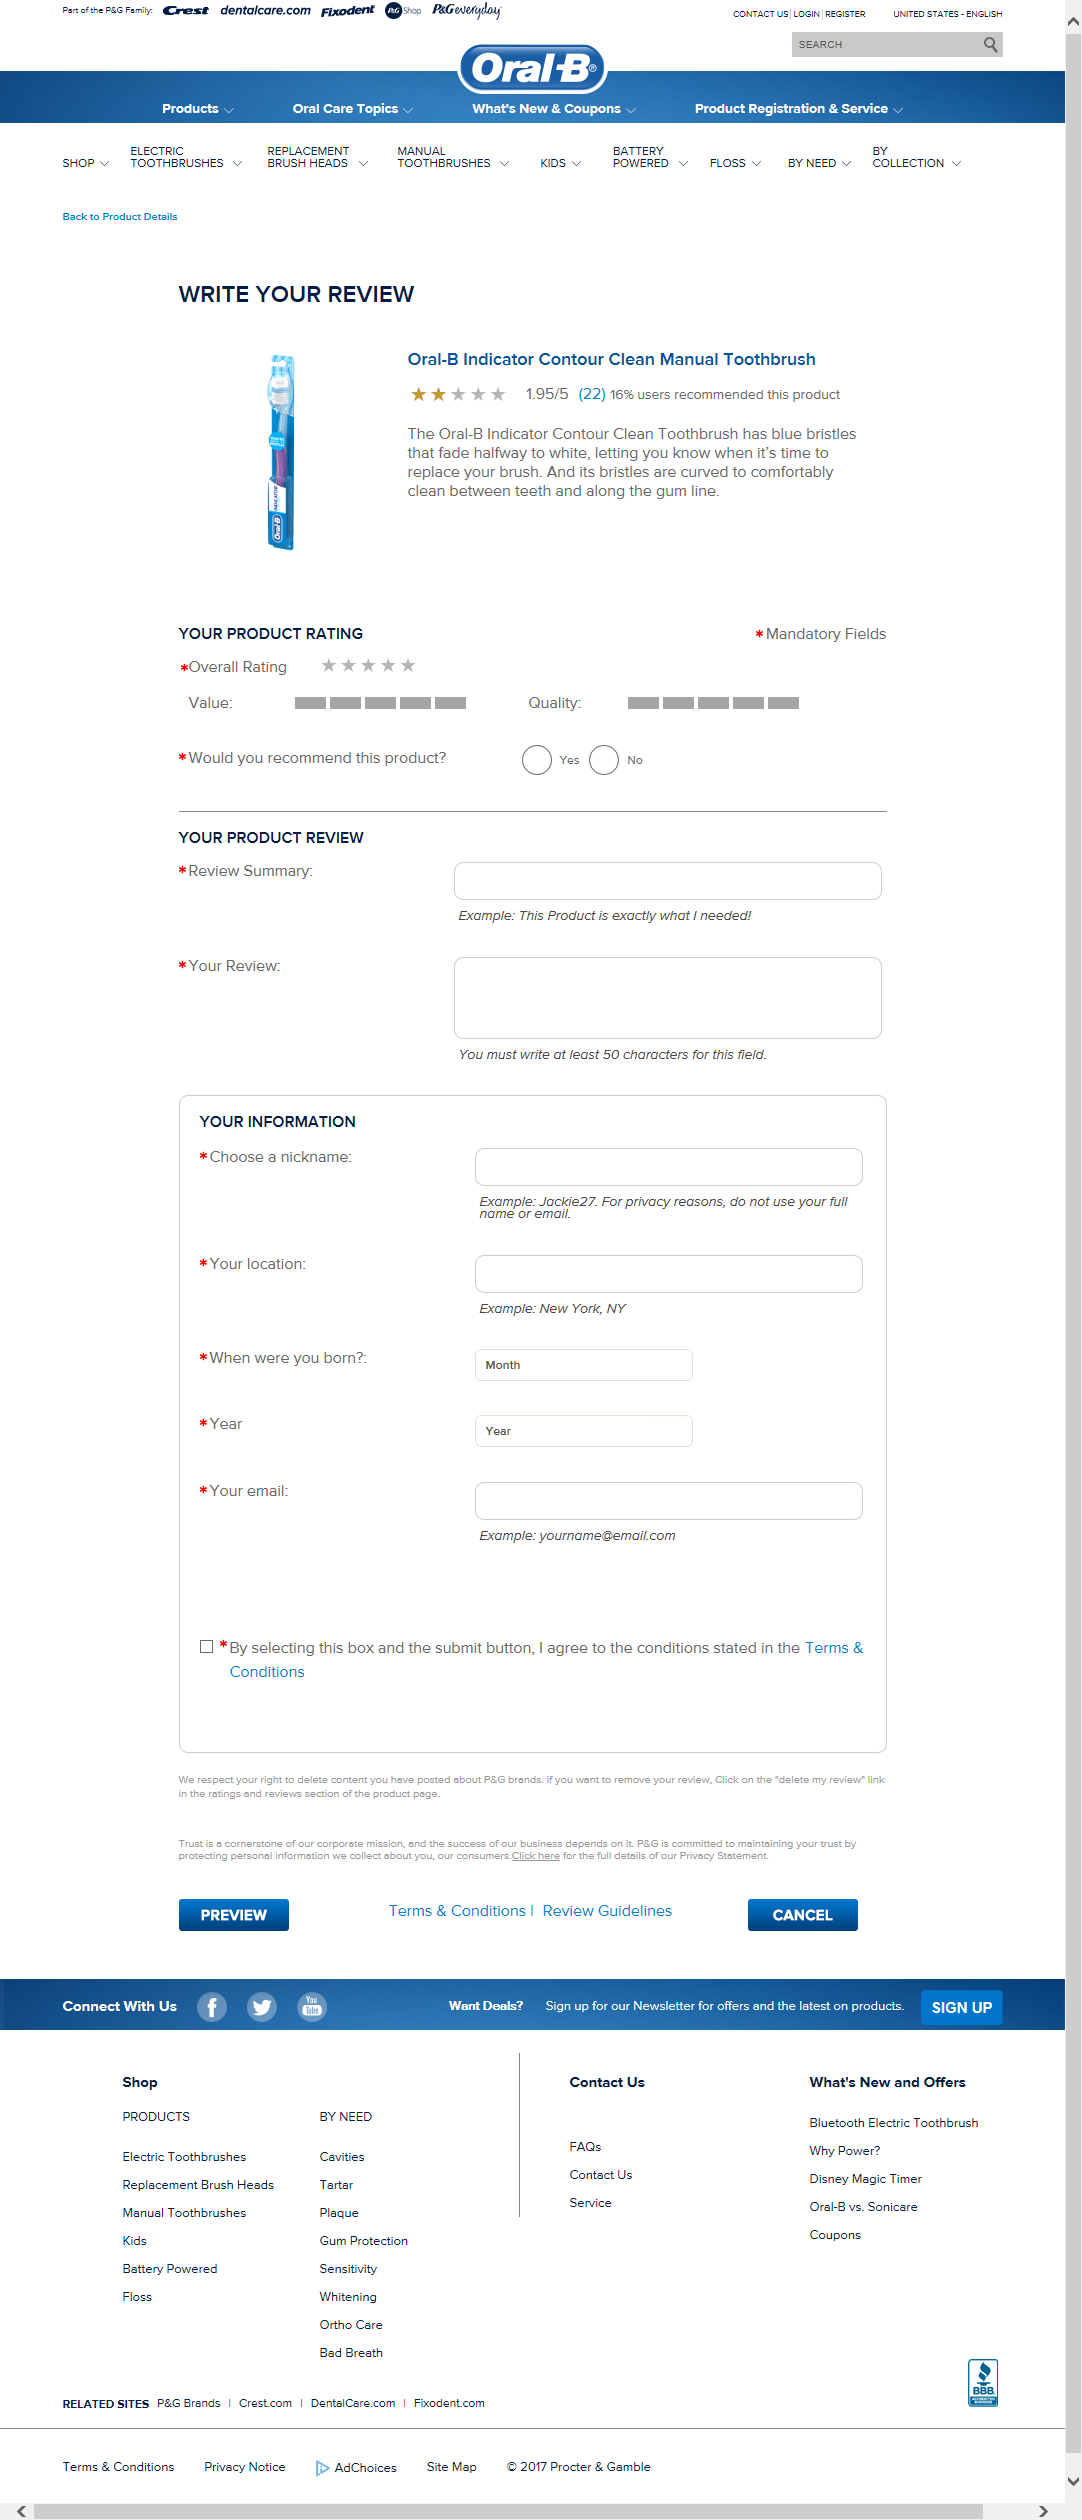 Part of the P&G Family: Crest dentalcare.com Fixodent P&G Shop P&G everyday
CONTACT US | LOGIN | REGISTER UNITED STATES - ENGLISH
SEARCH
Oral-B®
Products Oral Care Topics What's New & Coupons Product Registration & Service
SHOP ELECTRIC TOOTHBRUSHES REPLACEMENT BRUSH HEADS MANUAL TOOTHBRUSHES KIDS BATTERY POWERED FLOSS BY NEED BY COLLECTION
Back to Product Details
WRITE YOUR REVIEW
INDICATOR
Oral-B
Oral-B Indicator Contour Clean Manual Toothbrush
1.95/5 (22) 16% users recommended this product
The Oral-B Indicator Contour Clean Toothbrush has blue bristles
that fade halfway to white, letting you know when it's time to
replace your brush. And its bristles are curved to comfortably
clean between teeth and along the gum line.
YOUR PRODUCT RATING
*Mandatory Fields
*Overall Rating
Value: Quality:
*Would you recommend this product? Yes No
YOUR PRODUCT REVIEW
*Review Summary:
Example: This Product is exactly what I needed!
*Your Review:
You must write at least 50 characters for this field.
YOUR INFORMATION
*Choose a nickname:
Example: Jackie27. For privacy reasons, do not use your full
name or email.
*Your location:
Example: New York, NY
*When were you born?: Month
*Year Year
*Your email:
Example: yourname@email.com
*By selecting this box and the submit button, I agree to the conditions stated in the Terms &
Conditions
We respect your right to delete content you have posted about P&G brands. if you want to remove your review, Click on the "delete my review" link
in the ratings and reviews section of the product page.
Trust is a cornerstone of our corporate mission, and the success of our business depends on it. P&G is committed to maintaining your trust by
protecting personal information we collect about you, our consumers.Click here for the full details of our Privacy Statement.
PREVIEW Terms & Conditions | Review Guidelines CANCEL
Connect With Us You Tube Want Deals? Sign up for our Newsletter for offers and the latest on products. SIGN UP
Shop
PRODUCTS
Electric Toothbrushes
Replacement Brush Heads
Manual Toothbrushes
Kids
Battery Powered
Floss
BY NEED
Cavities
Tartar
Plaque
Gum Protection
Sensitivity
Whitening
Ortho Care
Bad Breath
Contact Us
FAQs
Contact Us
Service
What's New and Offers
Bluetooth Electric Toothbrush
Why Power?
Disney Magic Timer
Oral-B vs. Sonicare
Coupons
BBB
ACCREDITED BUSINESS
RELATED SITES P&G Brands | Crest.com | DentalCare.com | Fixodent.com
Terms & Conditions Privacy Notice AdChoices Site Map © 2017 Procter & Gamble